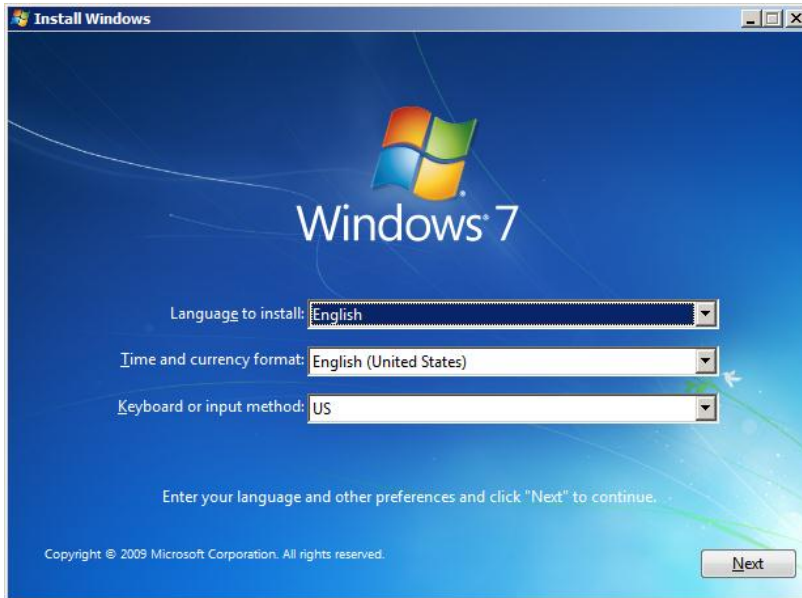 Install Windows
Windows® 7
Language to install: English
Time and currency format: English (United States)
Keyboard or input method: US
Enter your language and other preferences and click "Next" to continue.
Copyright © 2009 Microsoft Corporation. All rights reserved.
Next